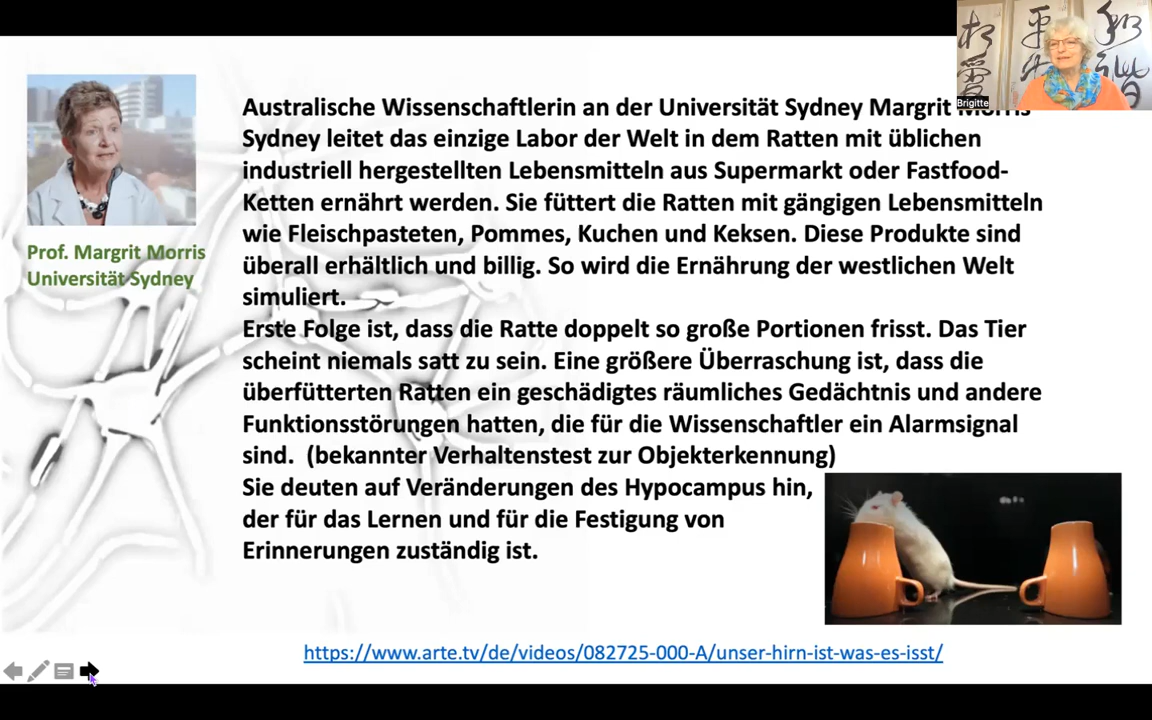 Brigitte
Prof. Margrit Morris
Universität Sydney
Australische Wissenschaftlerin an der Universität Sydney Margrit Morris
Sydney leitet das einzige Labor der Welt in dem Ratten mit üblichen
industriell hergestellten Lebensmitteln aus Supermarkt oder Fastfood-
Ketten ernährt werden. Sie füttert die Ratten mit gängigen Lebensmitteln
wie Fleischpasteten, Pommes, Kuchen und Keksen. Diese Produkte sind
überall erhältlich und billig. So wird die Ernährung der westlichen Welt
simuliert.
Erste Folge ist, dass die Ratte doppelt so große Portionen frisst. Das Tier
scheint niemals satt zu sein. Eine größere Überraschung ist, dass die
überfütterten Ratten ein geschädigtes räumliches Gedächtnis und andere
Funktionsstörungen hatten, die für die Wissenschaftler ein Alarmsignal
sind. (bekannter Verhaltenstest zur Objekterkennung)
Sie deuten auf Veränderungen des Hypocampus hin,
der für das Lernen und für die Festigung von
Erinnerungen zuständig ist.
https://www.arte.tv/de/videos/082725-000-A/unser-hirn-ist-was-es-isst/